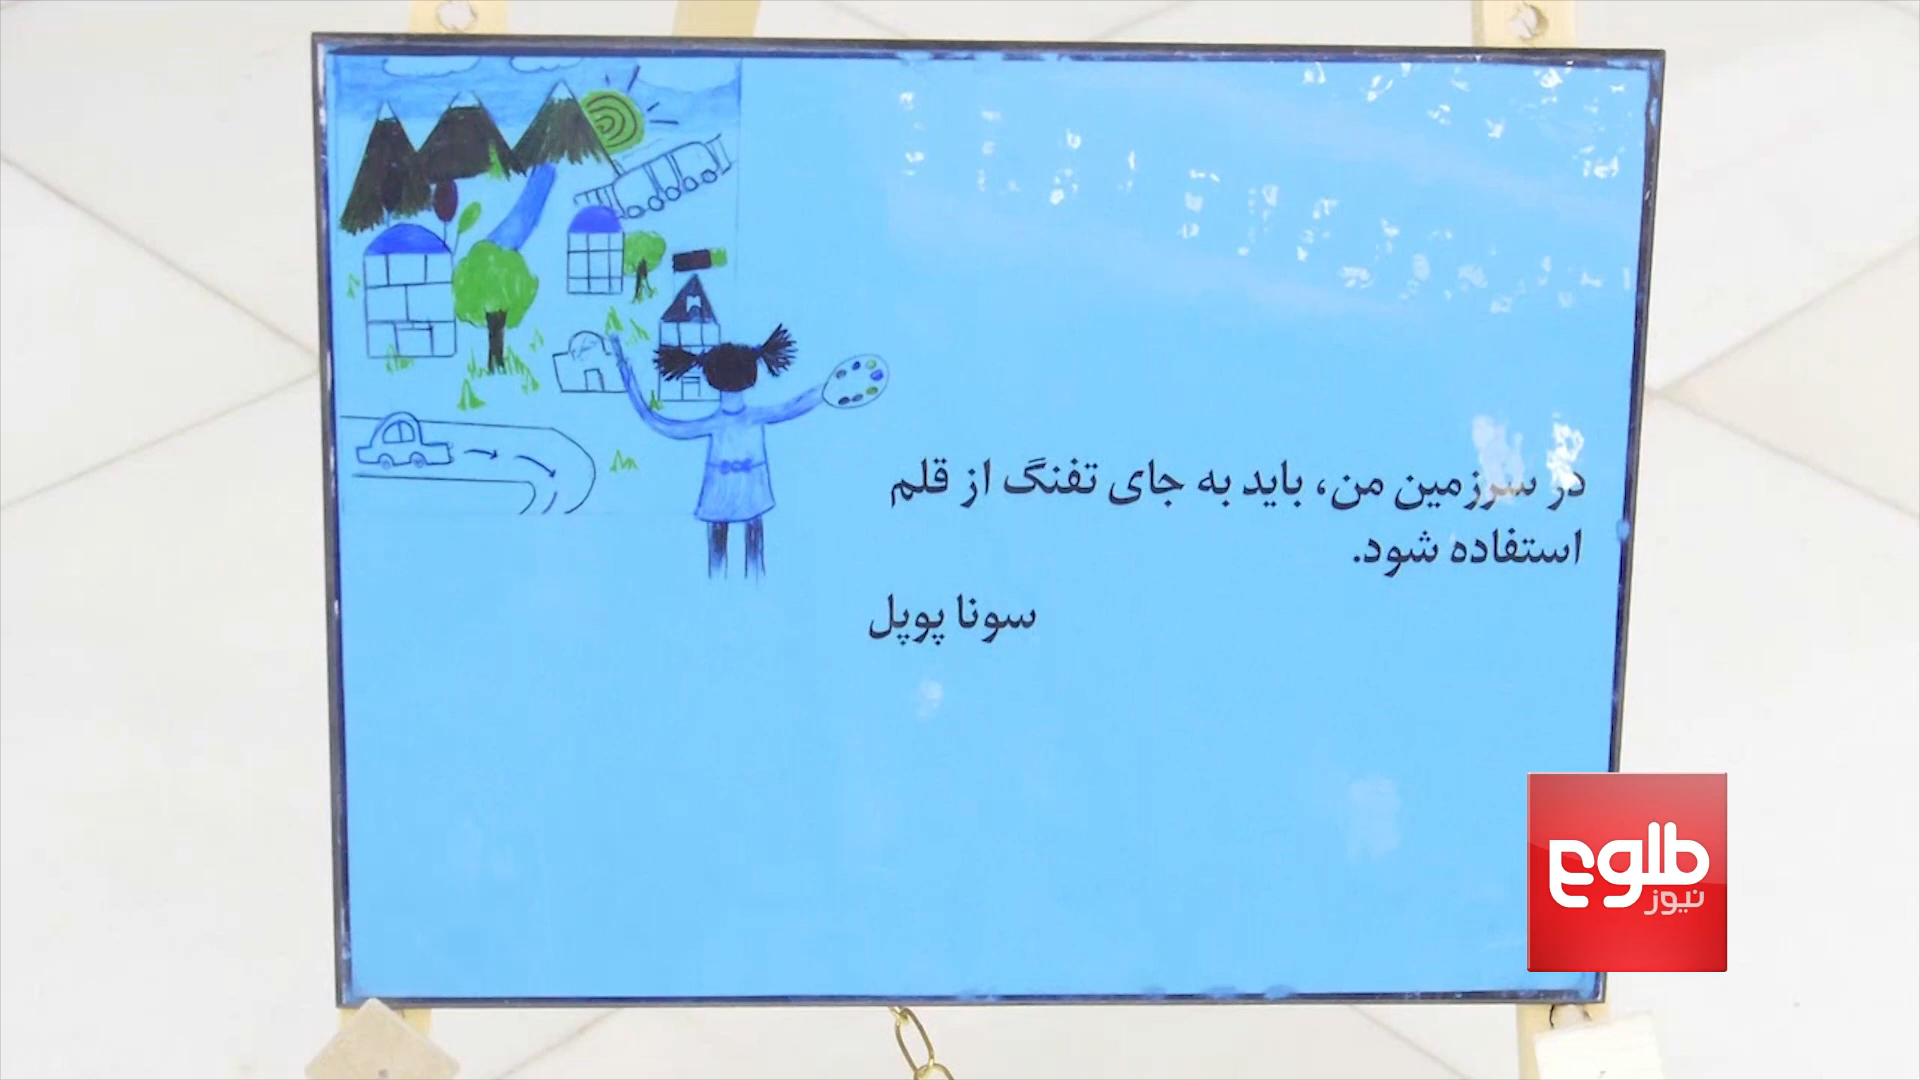 در سرزمین من، باید به جای تفنگ از قلم
استفاده شود.
سونا پوپل
طلوع
نیوز